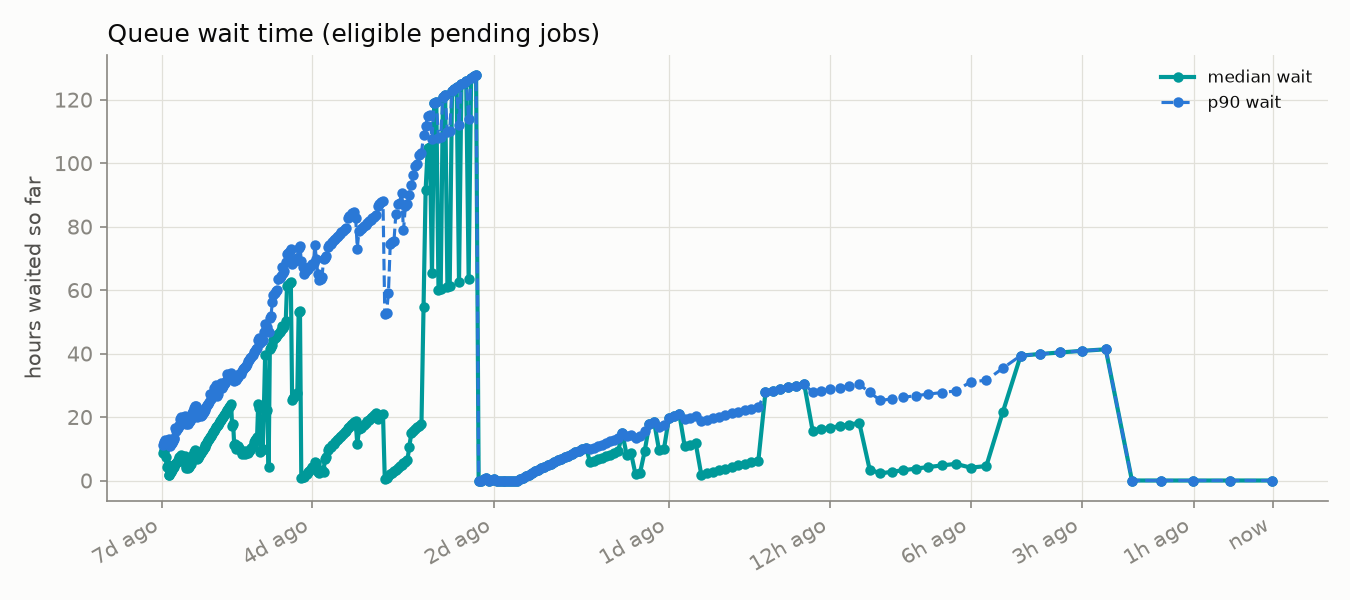 Queue wait time (eligible pending jobs)
median wait
p90 wait
hours waited so far
120
100
80
60
40
20
0
7d ago
4d ago
2d ago
1d ago
12h ago
6h ago
3h ago
1h ago
now